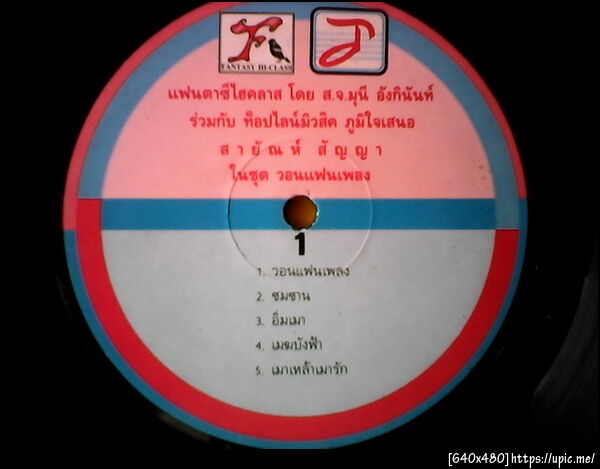 FANTASY HI-CLASS
แฟนตาซีไฮคลาส โดย ส.จ.มุนี อังกินันท์
ร่วมกับ ท็อปไลน์มิวสิค ภูมิใจเสนอ
สายัณห์ สัญญา
ในชุด วอนแฟนเพลง
1
1. วอนแฟนเพลง
2. ซมซาน
3. อิ่มเมา
4. เมฆบังฟ้า
5. เมาเหล้าเมารัก
[640x480]https://upic.me/